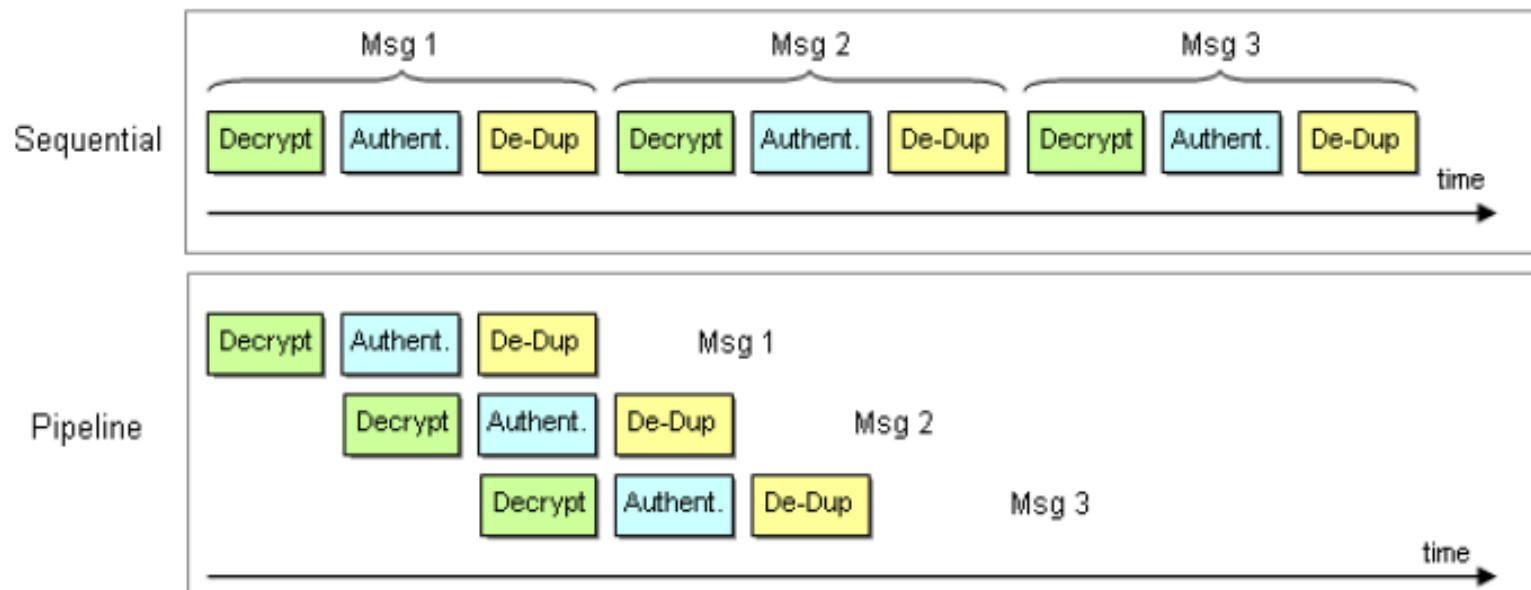 Msg 1 Msg 2 Msg 3
Sequential Decrypt Authent. De-Dup Decrypt Authent. De-Dup Decrypt Authent. De-Dup
time
Decrypt Authent. De-Dup Msg 1
Pipeline Decrypt Authent. De-Dup Msg 2
Decrypt Authent. De-Dup Msg 3
time